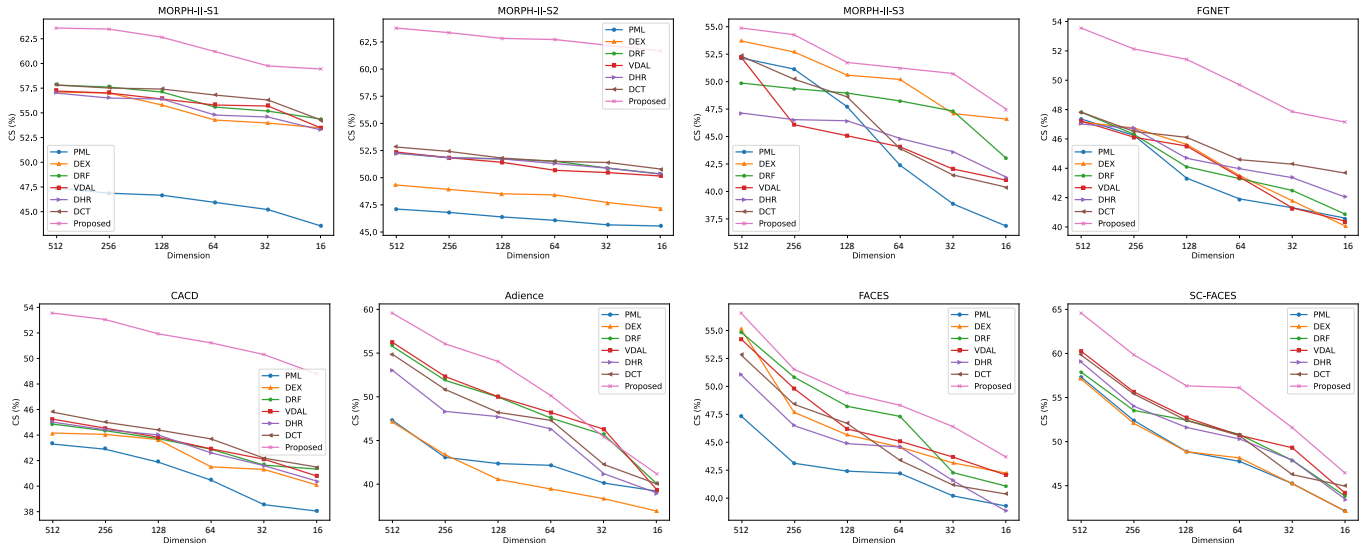 MORPH-II-S1
CS (%)
62.5
60.0
57.5
55.0
52.5
50.0
47.5
45.0
PML
DEX
DRF
VDAL
DHR
DCT
Proposed
512 256 128 64 32 16
Dimension
MORPH-II-S2
CS (%)
62.5
60.0
57.5
55.0
52.5
50.0
47.5
45.0
PML
DEX
DRF
VDAL
DHR
DCT
Proposed
512 256 128 64 32 16
Dimension
MORPH-II-S3
CS (%)
55.0
52.5
50.0
47.5
45.0
42.5
40.0
37.5
PML
DEX
DRF
VDAL
DHR
DCT
Proposed
512 256 128 64 32 16
Dimension
FGNET
CS (%)
54
52
50
48
46
44
42
40
PML
DEX
DRF
VDAL
DHR
DCT
Proposed
512 256 128 64 32 16
Dimension
CACD
CS (%)
54
52
50
48
46
44
42
40
38
PML
DEX
DRF
VDAL
DHR
DCT
Proposed
512 256 128 64 32 16
Dimension
Adience
CS (%)
60
55
50
45
40
PML
DEX
DRF
VDAL
DHR
DCT
Proposed
512 256 128 64 32 16
Dimension
FACES
CS (%)
55.0
52.5
50.0
47.5
45.0
42.5
40.0
PML
DEX
DRF
VDAL
DHR
DCT
Proposed
512 256 128 64 32 16
Dimension
SC-FACES
CS (%)
65
60
55
50
45
PML
DEX
DRF
VDAL
DHR
DCT
Proposed
512 256 128 64 32 16
Dimension